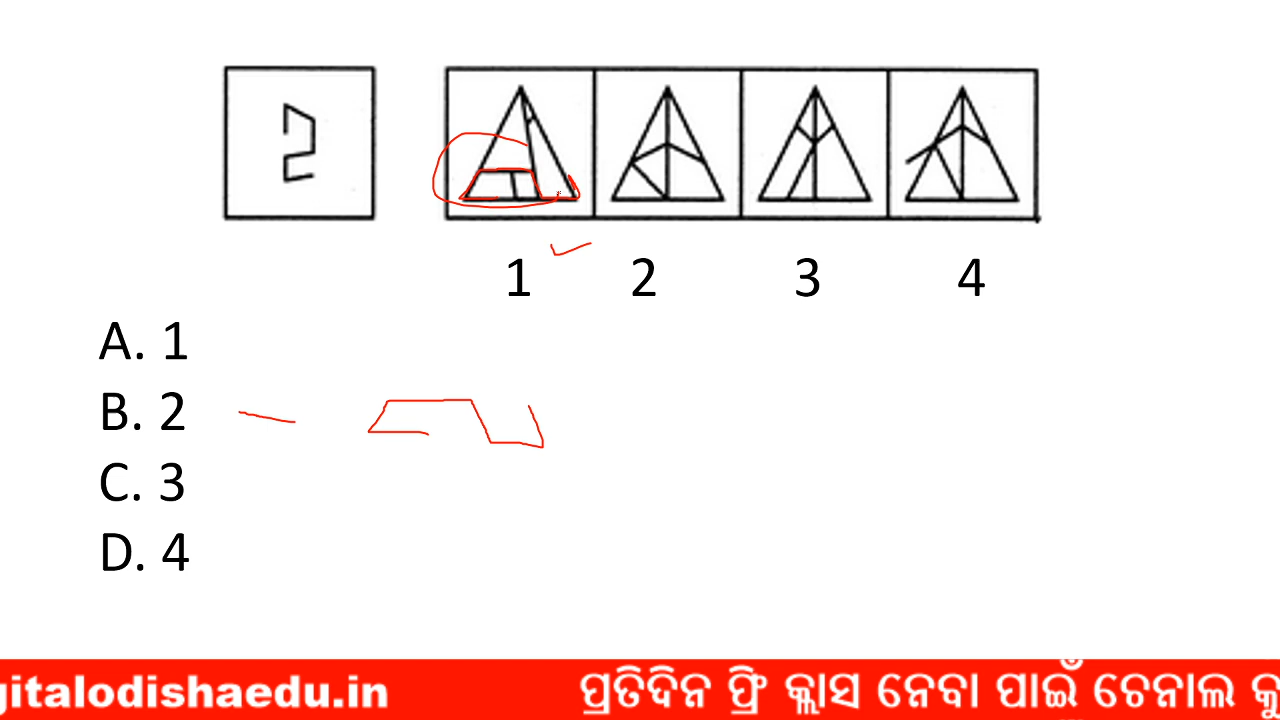 1 2 3 4
A. 1
B. 2
C. 3
D. 4
gitalodishaedu.in ପ୍ରତିଦିନ ଫ୍ରି କ୍ଲାସ ନେବା ପାଇଁ ଚେନାଲ କୁ